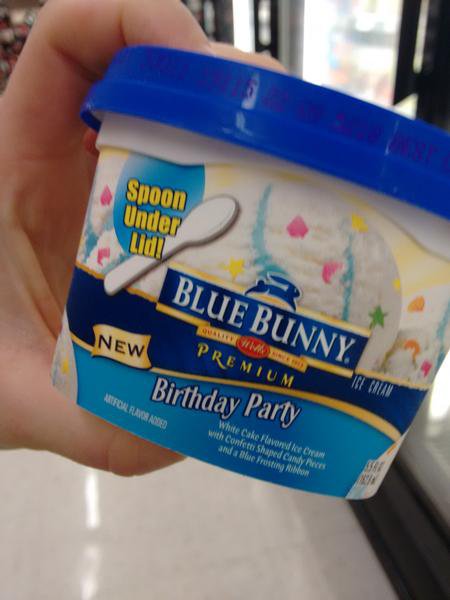 Spoon
Under
Lid!
BLUE BUNNY®
QUALITY Wells SINCE 1913
PREMIUM
ICE CREAM
NEW
Birthday Party
ARTIFICIAL FLAVOR ADDED
White Cake Flavored Ice Cream
with Confetti Shaped Candy Pieces
and a Blue Frosting Ribbon